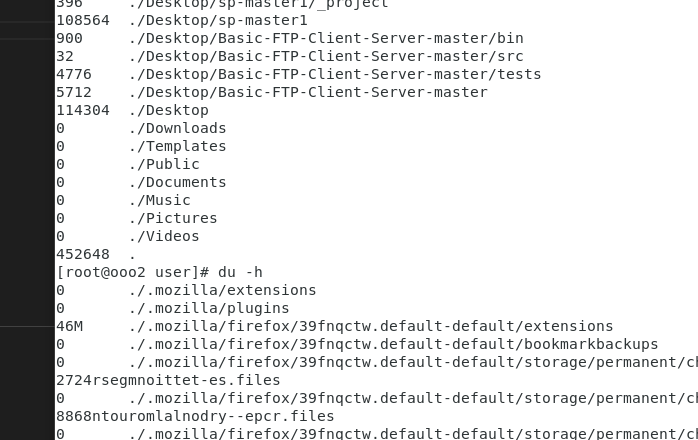 396 ./Desktop/sp-master1/_project
108564 ./Desktop/sp-master1
900 ./Desktop/Basic-FTP-Client-Server-master/bin
32 ./Desktop/Basic-FTP-Client-Server-master/src
4776 ./Desktop/Basic-FTP-Client-Server-master/tests
5712 ./Desktop/Basic-FTP-Client-Server-master
114304 ./Desktop
0 ./Downloads
0 ./Templates
0 ./Public
0 ./Documents
0 ./Music
0 ./Pictures
0 ./Videos
452648 .
[root@ooo2 user]# du -h
0 ./.mozilla/extensions
0 ./.mozilla/plugins
46M ./.mozilla/firefox/39fnqctw.default-default/extensions
0 ./.mozilla/firefox/39fnqctw.default-default/bookmarkbackups
0 ./.mozilla/firefox/39fnqctw.default-default/storage/permanent/ch
2724rsegmnoittet-es.files
0 ./.mozilla/firefox/39fnqctw.default-default/storage/permanent/ch
8868ntouromlalnodry--epcr.files
0 ./.mozilla/firefox/39fnqctw.default-default/storage/permanent/ch